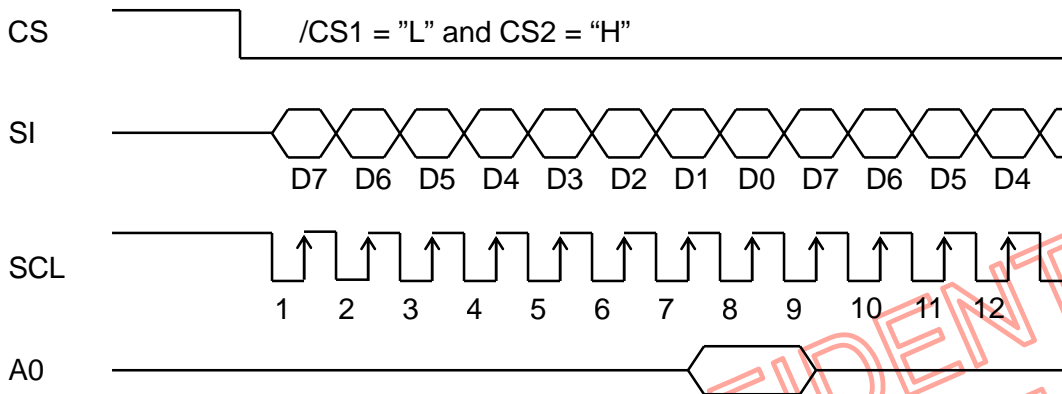 CS
/CS1 = ”L” and CS2 = “H”
SI
D7 D6 D5 D4 D3 D2 D1 D0 D7 D6 D5 D4
SCL
1 2 3 4 5 6 7 8 9 10 11 12
A0